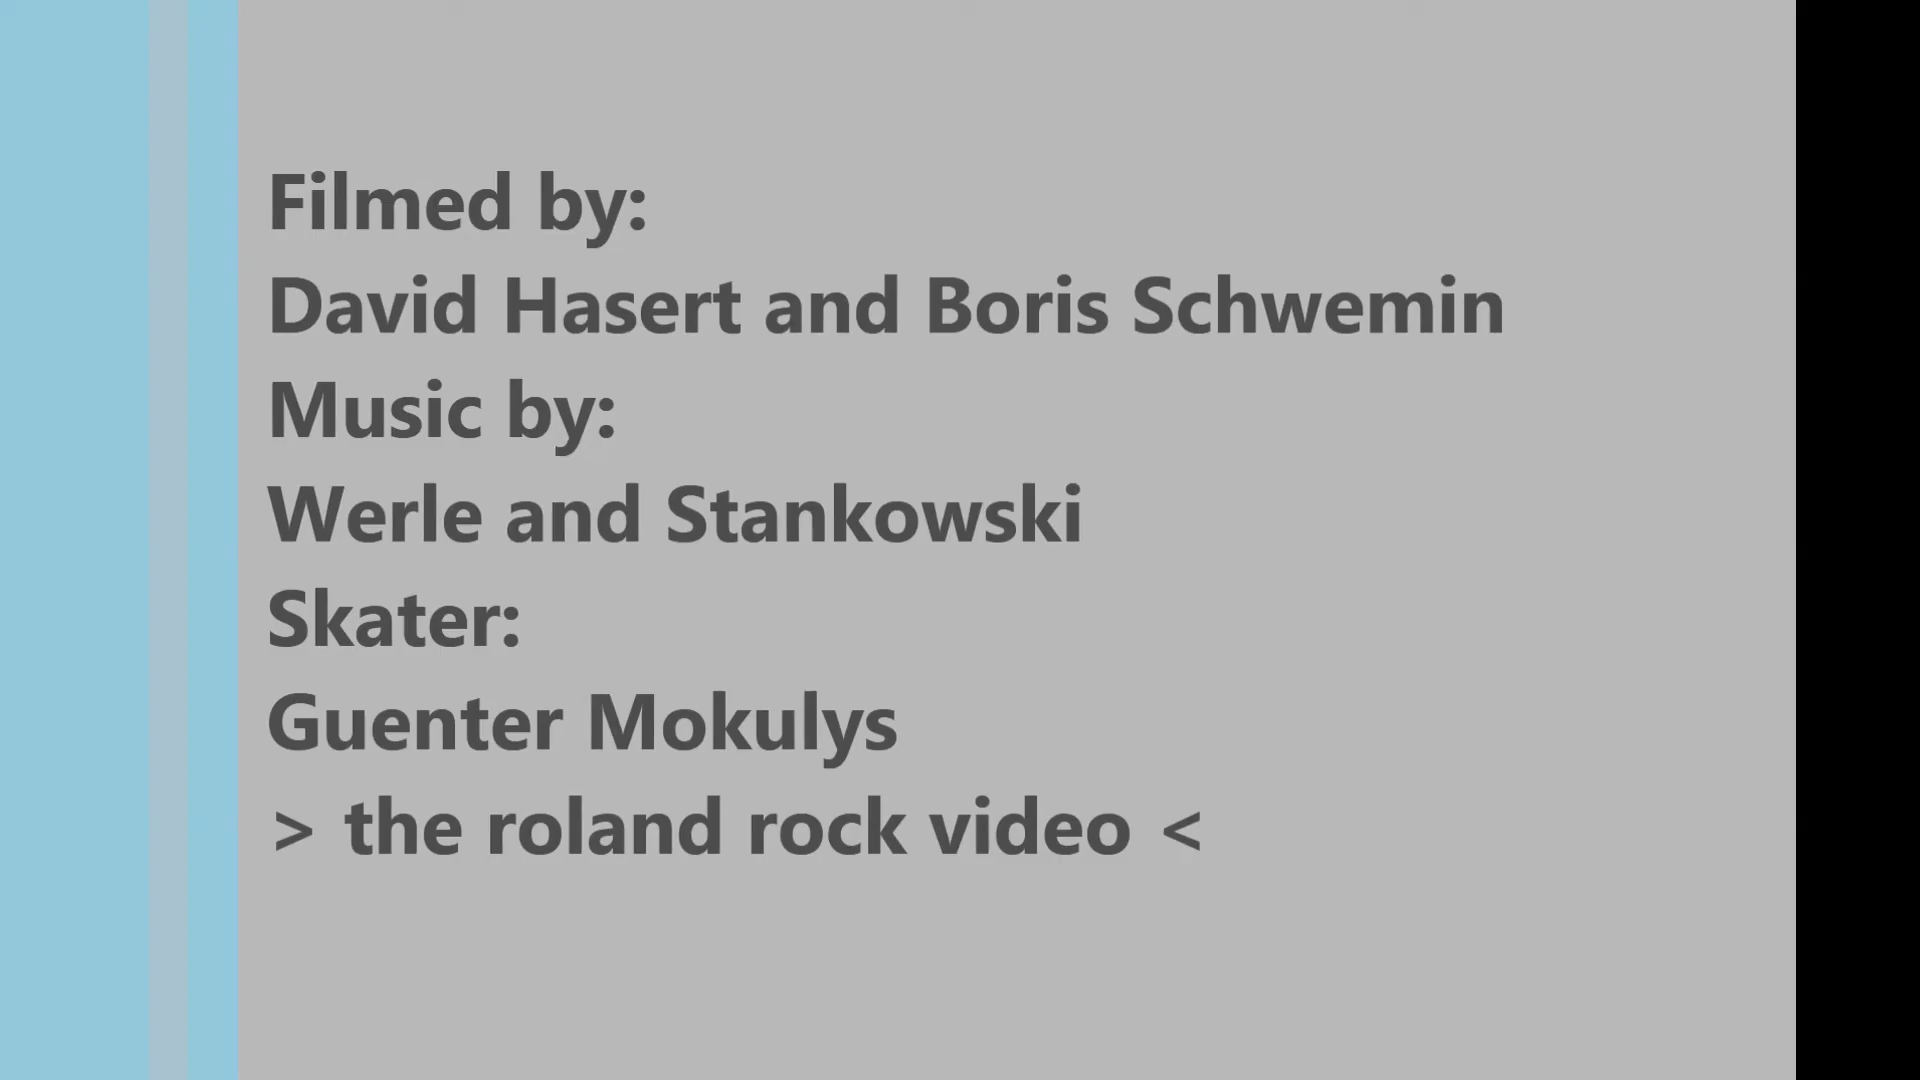 Filmed by:
David Hasert and Boris Schwemin
Music by:
Werle and Stankowski
Skater:
Guenter Mokulys
> the roland rock video <